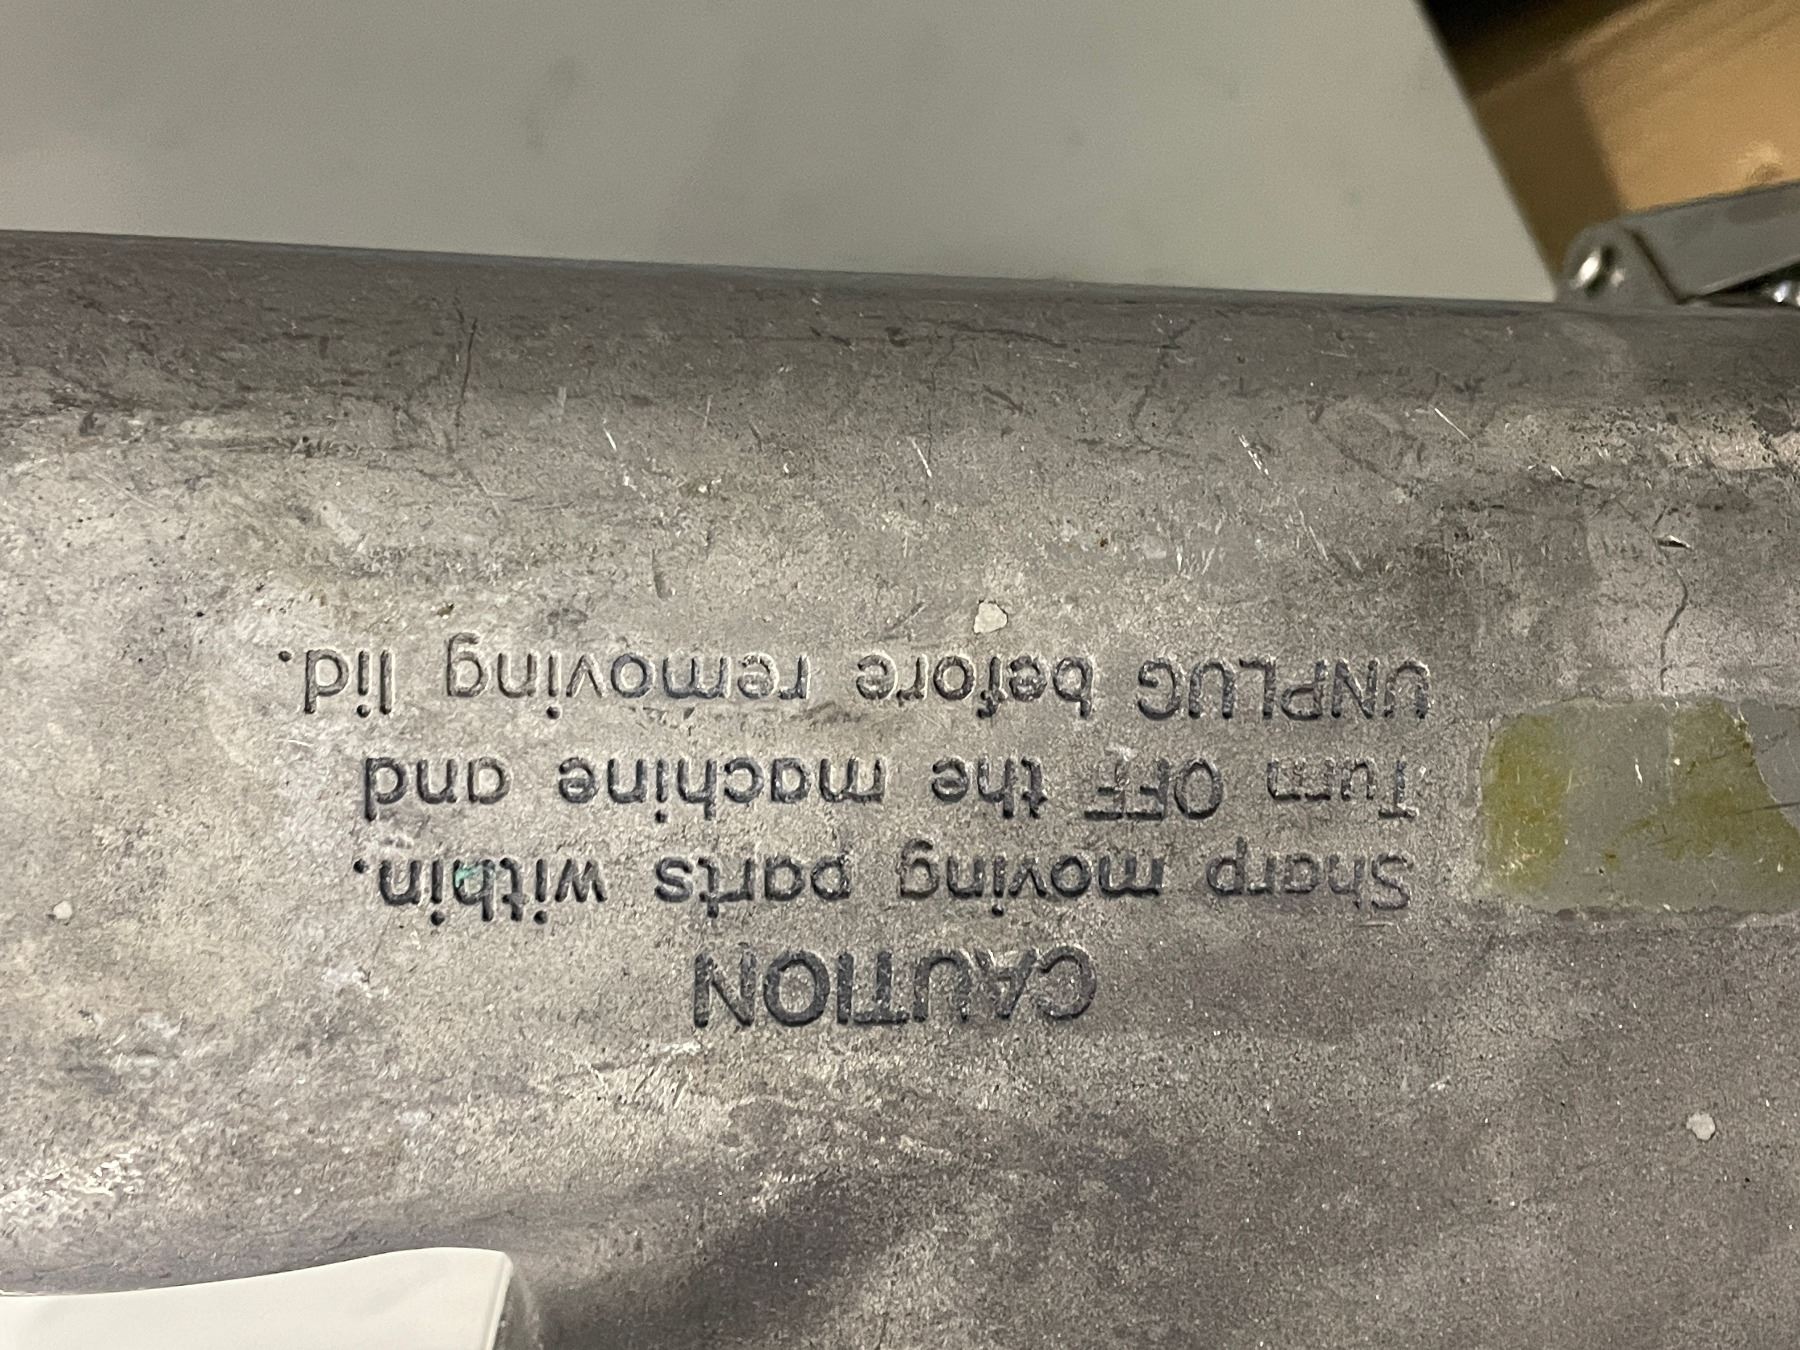 CAUTION
Sharp moving parts within.
Turn OFF the machine and
UNPLUG before removing lid.